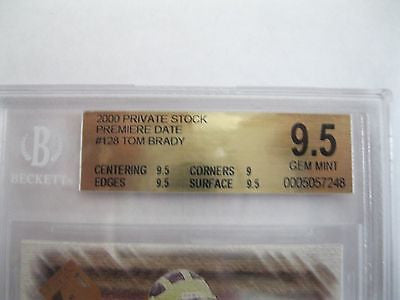 2000 PRIVATE STOCK
PREMIERE DATE
#128 TOM BRADY
CENTERING 9.5 CORNERS 9
EDGES 9.5 SURFACE 9.5
9.5
GEM MINT
0005057248
B
BECKETT